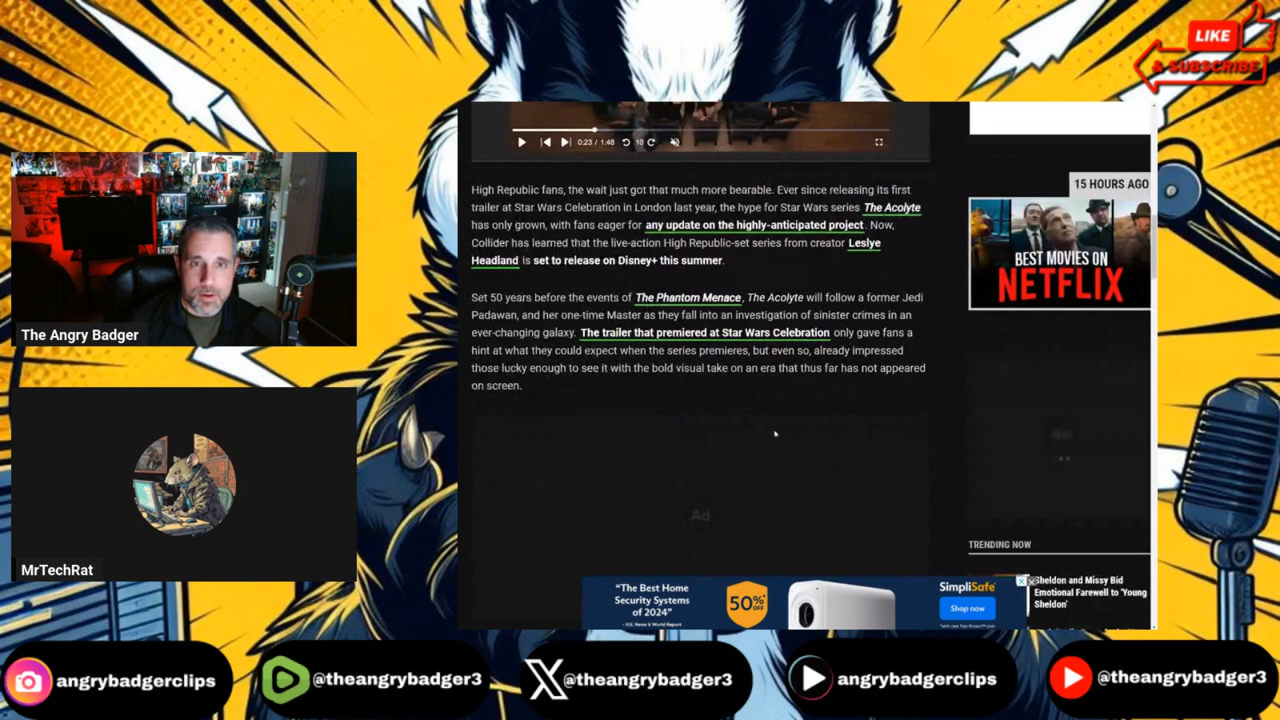 LIKE
& SUBSCRIBE
0:23 / 1:48
10
High Republic fans, the wait just got that much more bearable. Ever since releasing its first
trailer at Star Wars Celebration in London last year, the hype for Star Wars series The Acolyte
has only grown, with fans eager for any update on the highly-anticipated project. Now,
Collider has learned that the live-action High Republic-set series from creator Leslye
Headland is set to release on Disney+ this summer.
Set 50 years before the events of The Phantom Menace, The Acolyte will follow a former Jedi
Padawan, and her one-time Master as they fall into an investigation of sinister crimes in an
ever-changing galaxy. The trailer that premiered at Star Wars Celebration only gave fans a
hint at what they could expect when the series premieres, but even so, already impressed
those lucky enough to see it with the bold visual take on an era that thus far has not appeared
on screen.
Ad
15 HOURS AGO
BEST MOVIES ON
NETFLIX
TRENDING NOW
Sheldon and Missy Bid
Emotional Farewell to 'Young
Sheldon'
"The Best Home
Security Systems
of 2024"
- U.S. News & World Report
50%
OFF
SimpliSafe
Shop now
The Angry Badger
MrTechRat
angrybadgerclips
@theangrybadger3
@theangrybadger3
angrybadgerclips
@theangrybadger3